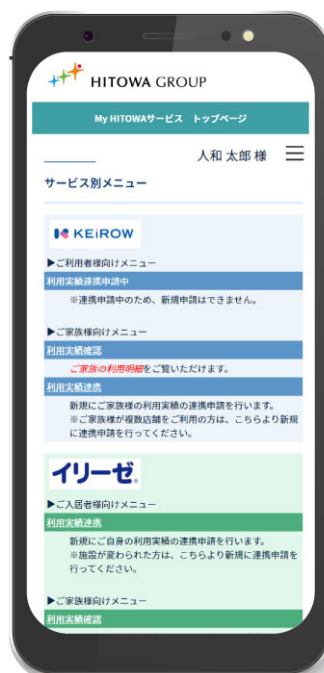 HITOWA GROUP
My HITOWAサービス トップページ
人和 太郎 様
サービス別メニュー
KEiROW
▶ご利用者様向けメニュー
利用実績連携申請中
※連携申請中のため、新規申請はできません。
▶ご家族様向けメニュー
利用実績確認
ご家族の利用明細をご覧いただけます。
利用実績連携
新規にご家族様の利用実績の連携申請を行います。
※ご家族様が複数店舗をご利用の方は、こちらより新規
に連携申請を行ってください。
イリーゼ®
▶ご入居者様向けメニュー
利用実績連携
新規にご自身の利用実績の連携申請を行います。
※施設が変わられた方は、こちらより新規に連携申請を
行ってください。
▶ご家族様向けメニュー
利用実績確認